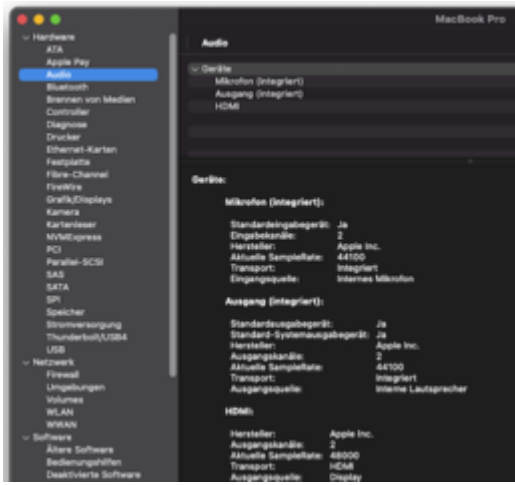 MacBook Pro
Hardware
ATA
Apple Pay
Audio
Bluetooth
Brennen von Medien
Controller
Diagnose
Drucker
Ethernet-Karten
Festplatte
Fibre-Channel
FireWire
Grafik/Displays
Kamera
Kartenleser
NVMExpress
PCI
Parallel-SCSI
SAS
SATA
SPI
Speicher
Stromversorgung
Thunderbolt/USB4
USB
Netzwerk
Firewall
Umgebungen
Volumes
WLAN
WWAN
Software
Ältere Software
Bedienungshilfen
Deaktivierte Software
Audio
Geräte
Mikrofon (integriert)
Ausgang (integriert)
HDMI
Geräte:
Mikrofon (integriert):
Standardeingabegerät: Ja
Eingabekanäle: 2
Hersteller: Apple Inc.
Aktuelle SampleRate: 44100
Transport: Integriert
Eingangsquelle: Internes Mikrofon
Ausgang (integriert):
Standardausgabegerät: Ja
Standard-Systemausgabegerät: Ja
Hersteller: Apple Inc.
Ausgangskanäle: 2
Aktuelle SampleRate: 44100
Transport: Integriert
Ausgangsquelle: Interne Lautsprecher
HDMI:
Hersteller: Apple Inc.
Ausgangskanäle: 2
Aktuelle SampleRate: 48000
Transport: HDMI
Ausgangsquelle: Display